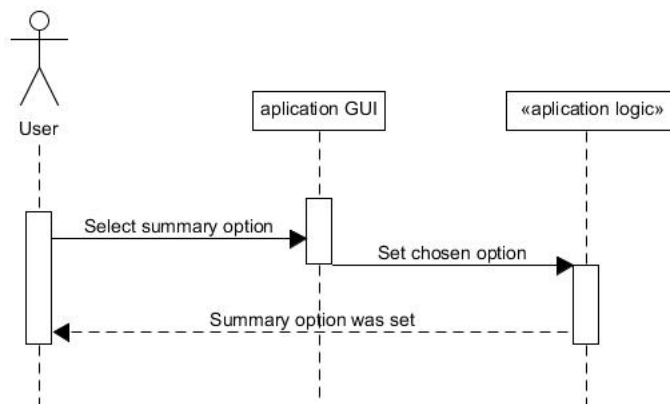 User
aplication GUI
«aplication logic»
Select summary option
Set chosen option
Summary option was set